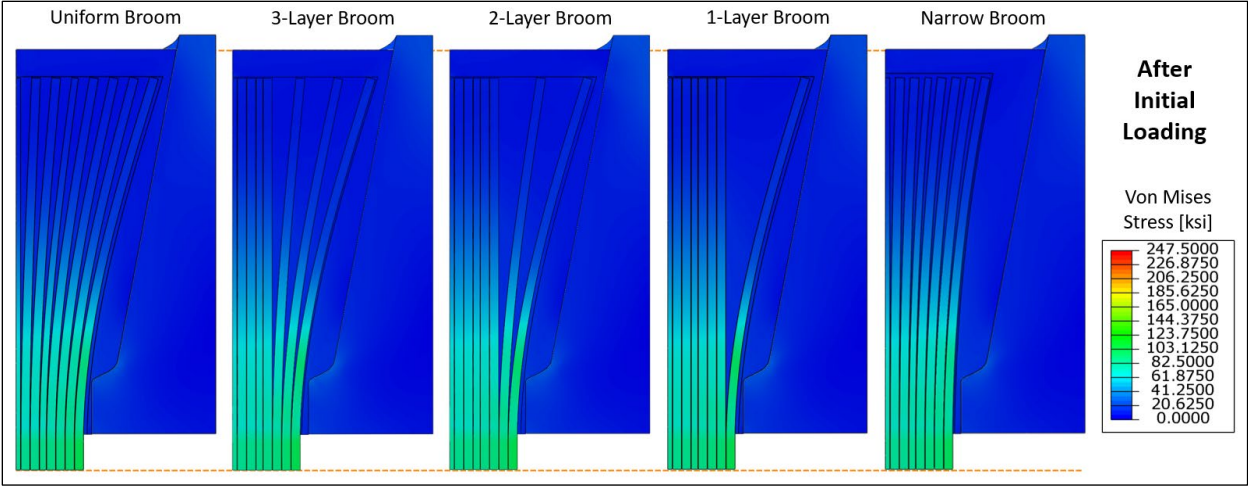 Uniform Broom
3-Layer Broom
2-Layer Broom
1-Layer Broom
Narrow Broom
After
Initial
Loading
Von Mises
Stress [ksi]
247.5000
226.8750
206.2500
185.6250
165.0000
144.3750
123.7500
103.1250
82.5000
61.8750
41.2500
20.6250
0.0000